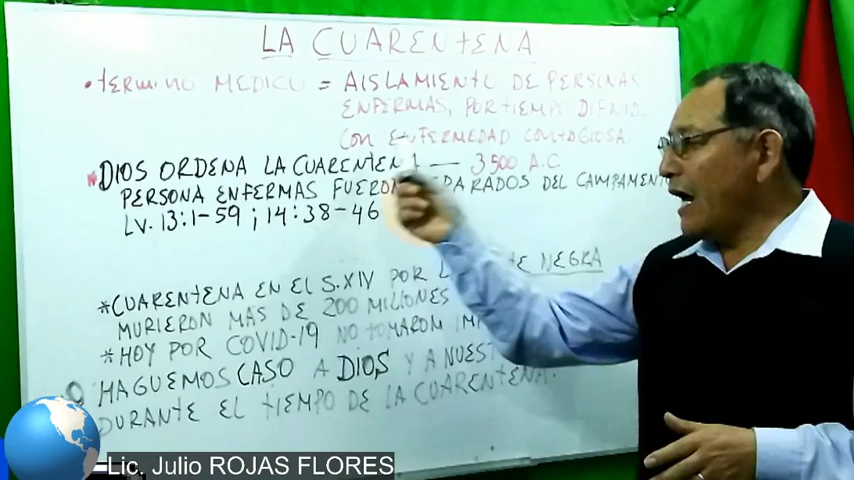 LA CUARENTENA
• TERMINO MEDICO = AISLAMIENTO DE PERSONAS
ENFERMAS, POR TIEMPO DIFINIDO
CON ENFERMEDAD CONTAGIOSA
* DIOS ORDENA LA CUARENTENA — 3500 A.C
PERSONA ENFERMAS FUERON SEPARADOS DEL CAMPAMENTO
LV. 13:1-59 ; 14:38-46
* CUARENTENA EN EL S.XIV POR LA PESTE NEGRA
MURIERON MAS DE 200 MILLONES
* HOY POR COVID-19 NO TOMARON
HAGUEMOS CASO A DIOS Y A
DURANTE EL TIEMPO DE LA CUARENTENA.
Lic. Julio ROJAS FLORES